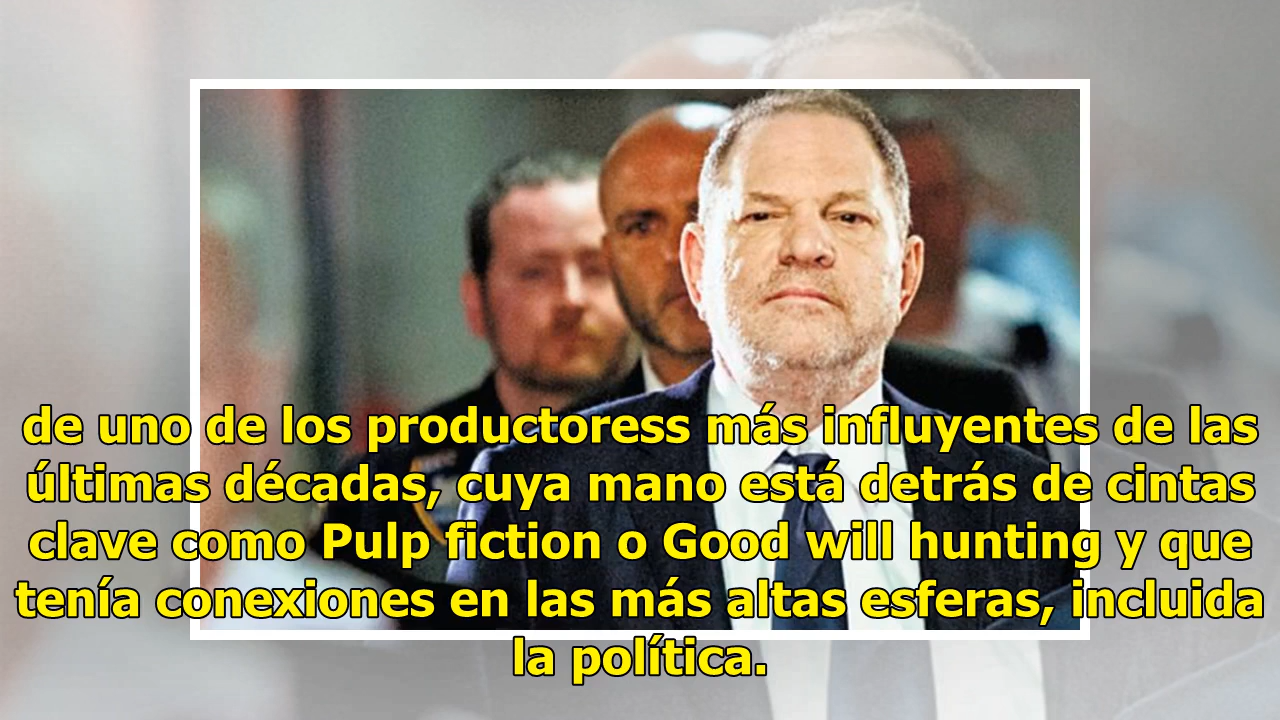 de uno de los productoress más influyentes de las
últimas décadas, cuya mano está detrás de cintas
clave como Pulp fiction o Good will hunting y que
tenía conexiones en las más altas esferas, incluida
la política.